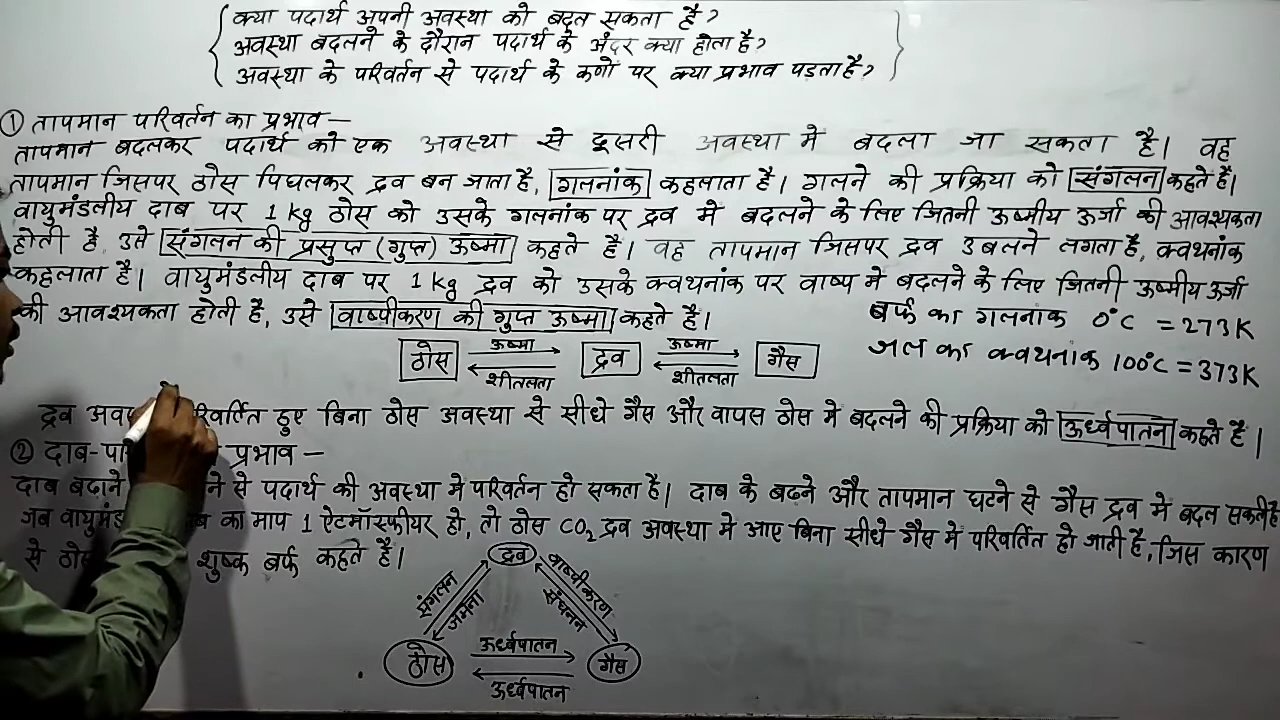 क्या पदार्थ अपनी अवस्था को बदल सकता है?
अवस्था बदलने के दौरान पदार्थ के अंदर क्या होता है?
अवस्था के परिवर्तन से पदार्थ के कणों पर क्या प्रभाव पड़ता है?
① तापमान परिवर्तन का प्रभाव —
तापमान बदलकर पदार्थ को एक अवस्था से दूसरी अवस्था में बदला जा सकता है। वह
तापमान जिसपर ठोस पिघलकर द्रव बन जाता है, गलनांक कहलाता है। गलने की प्रक्रिया को संगलन कहते हैं।
वायुमंडलीय दाब पर 1 kg ठोस को उसके गलनांक पर द्रव में बदलने के लिए जितनी ऊष्मीय ऊर्जा की आवश्यकता
होती है, उसे संगलन की प्रसुप्त (गुप्त) ऊष्मा कहते हैं। वह तापमान जिसपर द्रव उबलने लगता है, क्वथनांक
कहलाता है। वायुमंडलीय दाब पर 1 kg द्रव को उसके क्वथनांक पर वाष्प में बदलने के लिए जितनी ऊष्मीय ऊर्जा
की आवश्यकता होती है, उसे वाष्पीकरण की गुप्त ऊष्मा कहते हैं।
बर्फ का गलनांक 0°C = 273K
जल का क्वथनांक 100°C = 373K
ठोस ऊष्मा शीतलता द्रव ऊष्मा शीतलता गैस
द्रव हुए बिना ठोस अवस्था से सीधे गैस और वापस ठोस में बदलने की प्रक्रिया को ऊर्ध्वपातन कहते हैं।
② दाब- प्रभाव —
दाब बढ़ाने से पदार्थ की अवस्था में परिवर्तन हो सकता है। दाब के बढ़ने और तापमान घटने से गैस द्रव में बदल सकती है
जब का माप 1 ऐटमॉस्फीयर हो, तो ठोस CO₂ द्रव अवस्था में आए बिना सीधे गैस में परिवर्तित हो जाती है, जिस कारण
से ठोस शुष्क बर्फ कहते हैं।
द्रव
संगलन जमना वाष्पीकरण संघनन
ठोस ऊर्ध्वपातन गैस
ऊर्ध्वपातन